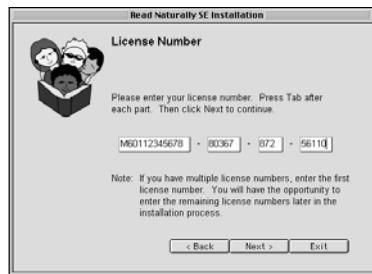 Read Naturally SE Installation
License Number
Please enter your license number. Press Tab after
each part. Then click Next to continue.
M60112345678 - 80367 - 872 - 56110
Note: If you have multiple license numbers, enter the first
license number. You will have the opportunity to
enter the remaining license numbers later in the
installation process.
< Back Next > Exit